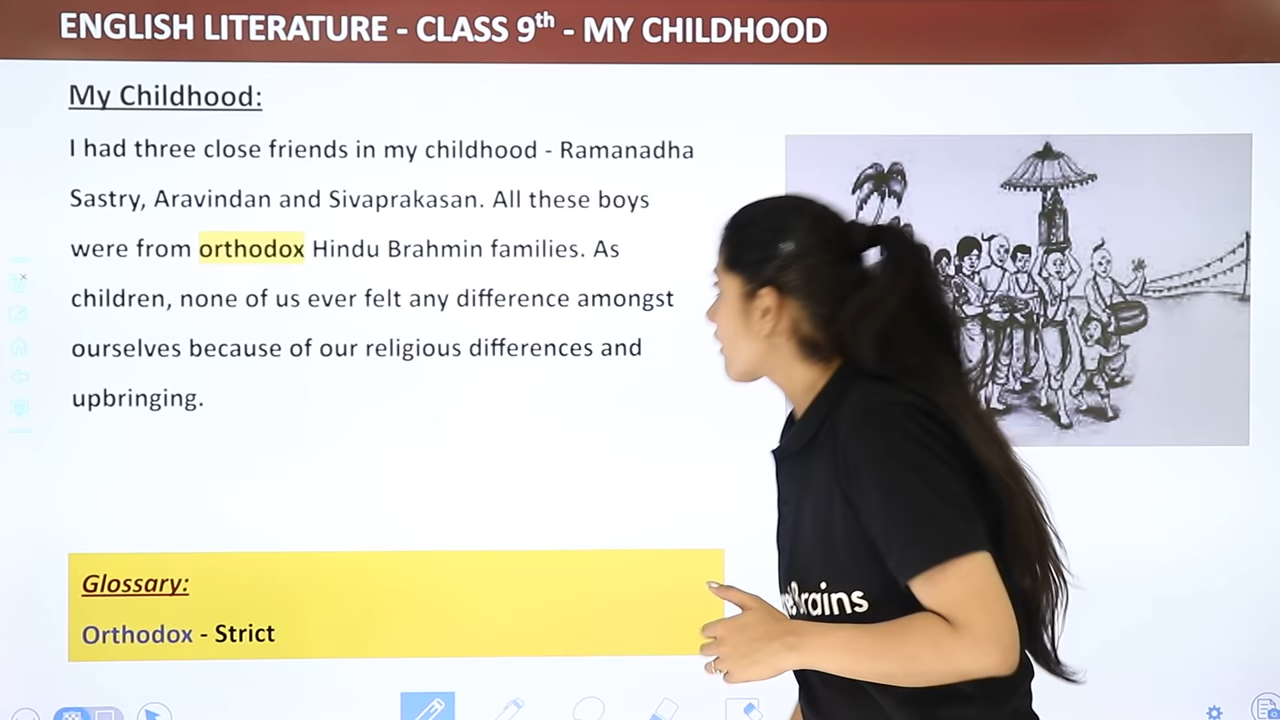 ENGLISH LITERATURE - CLASS 9th - MY CHILDHOOD
My Childhood:
I had three close friends in my childhood - Ramanadha
Sastry, Aravindan and Sivaprakasan. All these boys
were from orthodox Hindu Brahmin families. As
children, none of us ever felt any difference amongst
ourselves because of our religious differences and
upbringing.
Glossary:
Orthodox - Strict
Brains